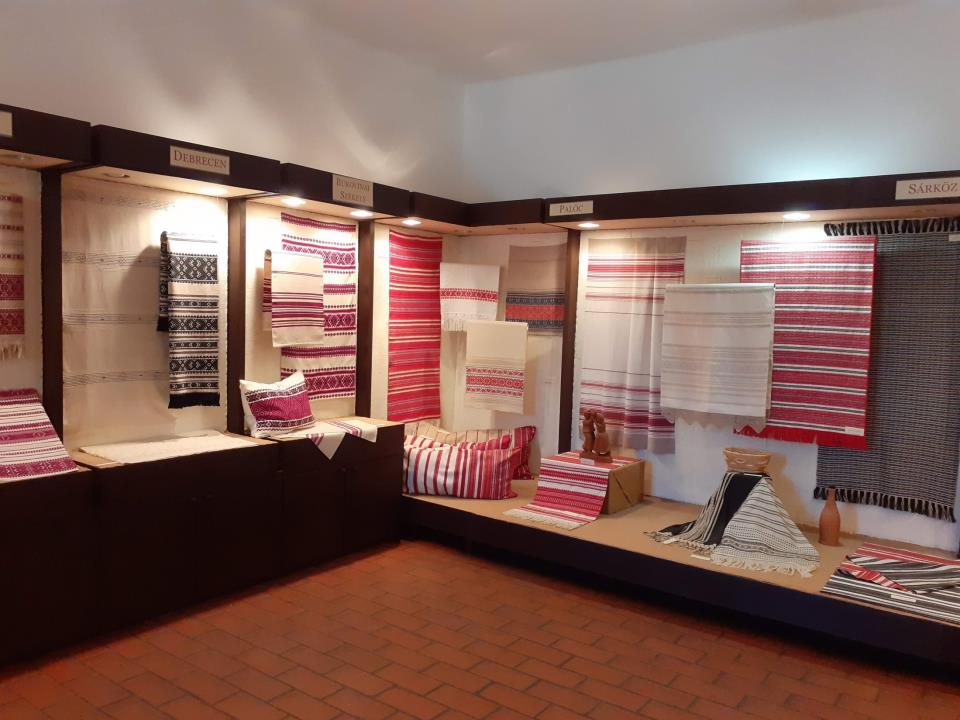 DEBRECEN
BUKOVINAI
SZÉKELY
PALÓC
SÁRKÖZ